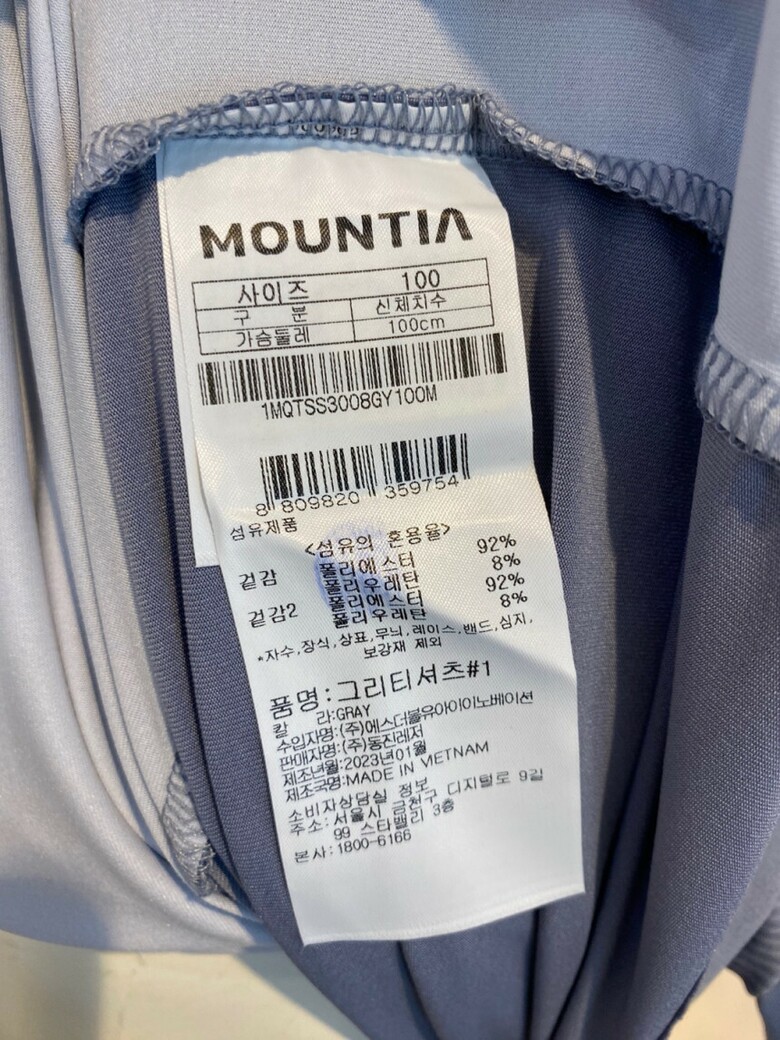 MOUNTIA
사이즈 100
구 분 신체치수
가슴둘레 100cm
1MQTSS3008GY100M
8 809820 359754
섬유제품
<섬유의 혼용율>
겉감 폴리에스터 92%
폴리우레탄 8%
겉감2 폴리에스터 92%
폴리우레탄 8%
*자수,장식,상표,무늬,레이스,밴드,심지,
보강재 제외
품명:그리티셔츠#1
칼 라:GRAY
수입자명:(주)에스더블유아이이노베이션
판매자명:(주)동진레저
제조년월:2023년01월
제조국명:MADE IN VIETNAM
소비자상담실 정보
주소:서울시 금천구 디지털로 9길
99 스타밸리 3층
본사:1800-6166